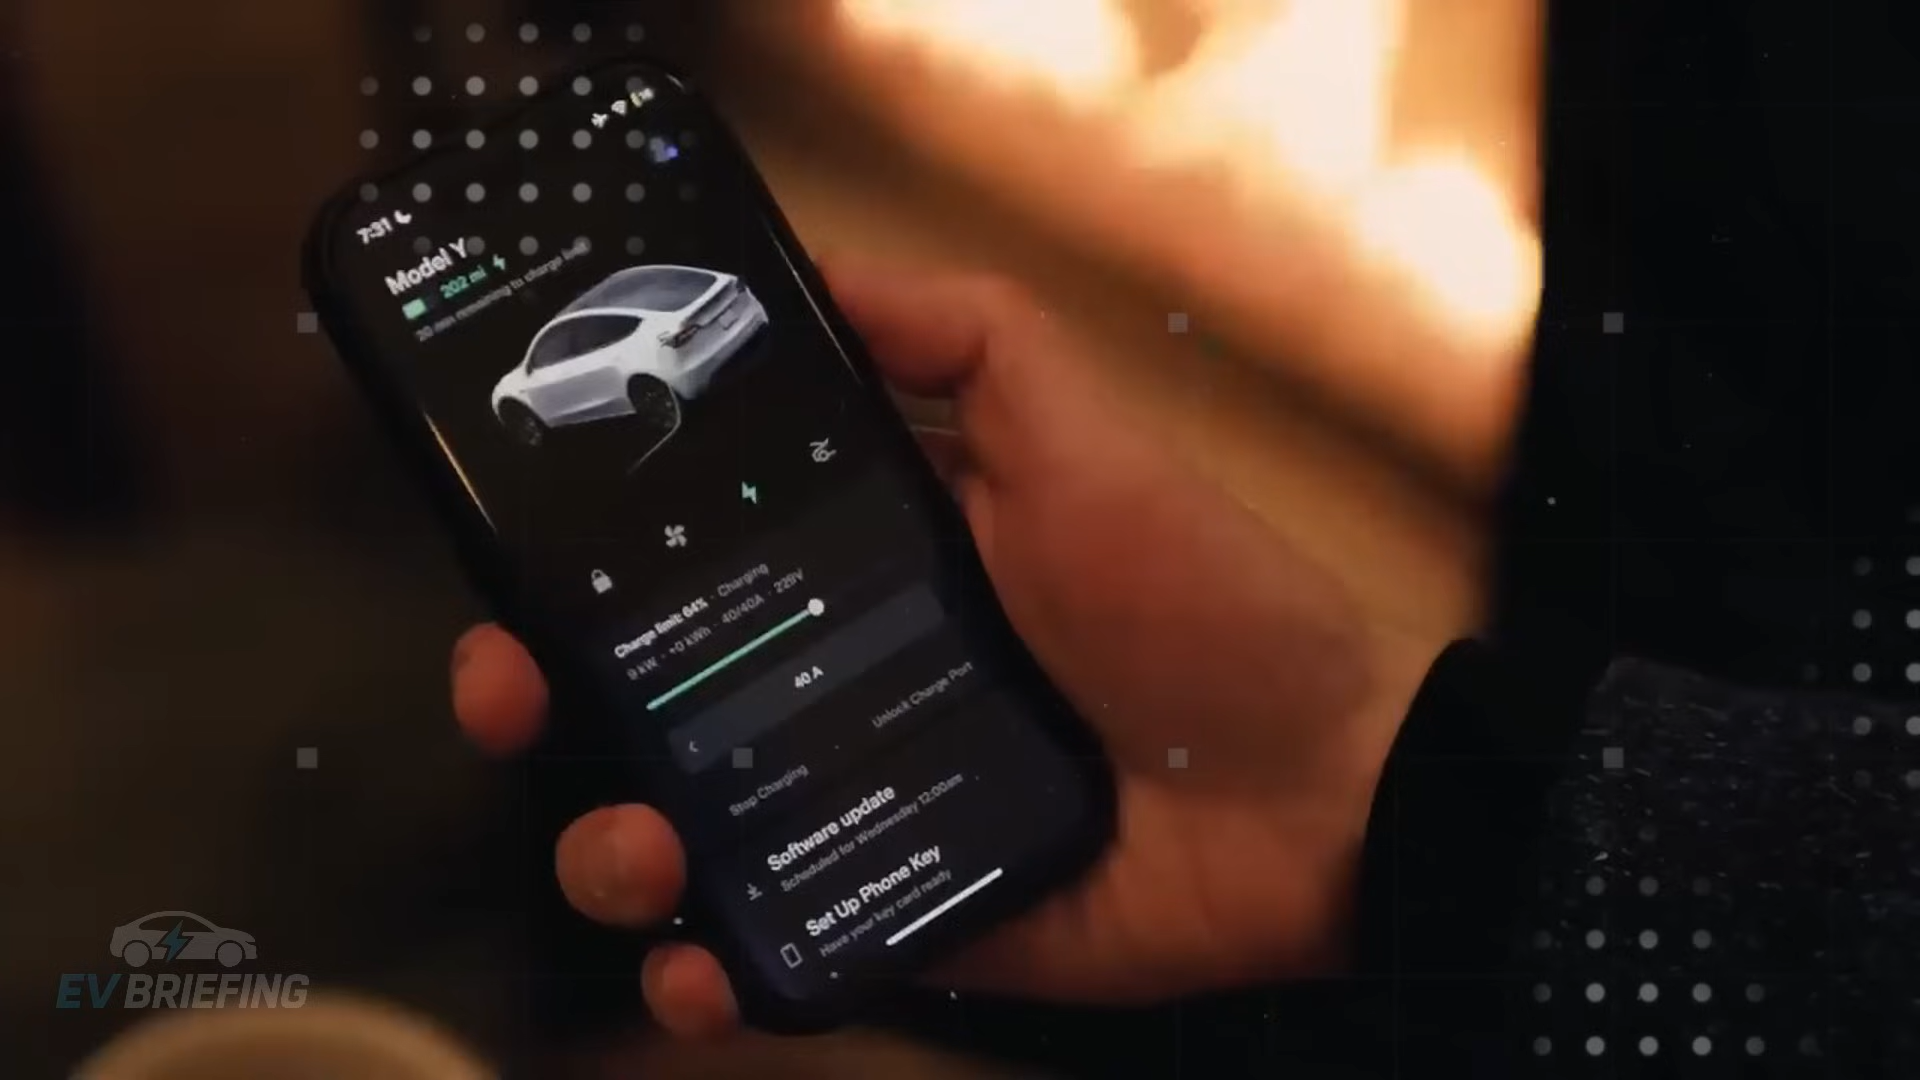 7:31
Model Y
202 mi
20 min remaining to charge limit
Charge limit: 64% · Charging
9 kW · +0 kWh · 40/40A · 229V
40 A
Unlock Charge Port
Stop Charging
Software update
Scheduled for Wednesday 12:00am
Set Up Phone Key
Have your key card ready
EV BRIEFING